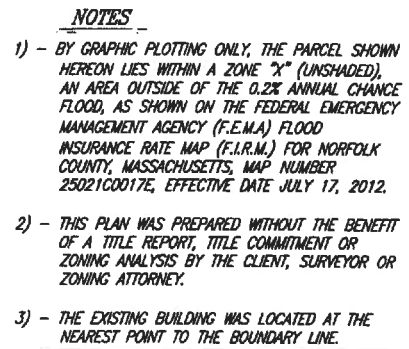 NOTES
1) - BY GRAPHIC PLOTTING ONLY, THE PARCEL SHOWN
HEREON LIES WITHIN A ZONE "X" (UNSHADED),
AN AREA OUTSIDE OF THE 0.2% ANNUAL CHANCE
FLOOD, AS SHOWN ON THE FEDERAL EMERGENCY
MANAGEMENT AGENCY (F.E.M.A) FLOOD
INSURANCE RATE MAP (F.I.R.M.) FOR NORFOLK
COUNTY, MASSACHUSETTS, MAP NUMBER
25021C0017E, EFFECTIVE DATE JULY 17, 2012.
2) - THIS PLAN WAS PREPARED WITHOUT THE BENEFIT
OF A TITLE REPORT, TITLE COMMITMENT OR
ZONING ANALYSIS BY THE CLIENT, SURVEYOR OR
ZONING ATTORNEY.
3) - THE EXISTING BUILDING WAS LOCATED AT THE
NEAREST POINT TO THE BOUNDARY LINE.